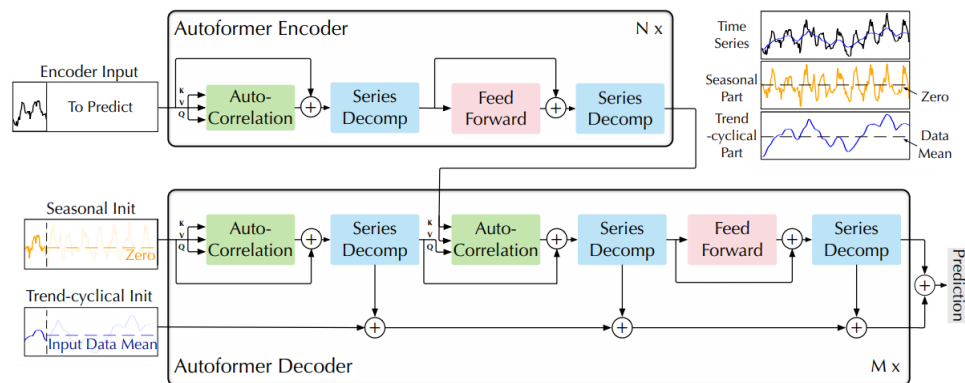 Autoformer Encoder
N x
Encoder Input
To Predict
K
V
Q
Auto-
Correlation
+
Series
Decomp
Feed
Forward
+
Series
Decomp
Time
Series
Seasonal
Part
Zero
Trend
-cyclical
Part
Data
Mean
Seasonal Init
Zero
K
V
Q
Auto-
Correlation
+
Series
Decomp
K
V
Q
Auto-
Correlation
+
Series
Decomp
Feed
Forward
+
Series
Decomp
+
Prediction
Trend-cyclical Init
Input Data Mean
+
+
+
Autoformer Decoder
M x